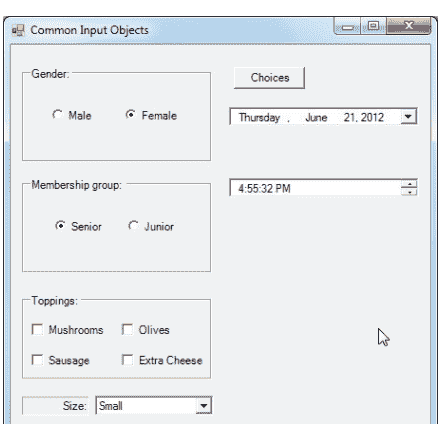 Common Input Objects
Gender:
Male Female
Choices
Thursday , June 21, 2012
Membership group:
Senior Junior
4:55:32 PM
Toppings:
Mushrooms Olives
Sausage Extra Cheese
Size: Small